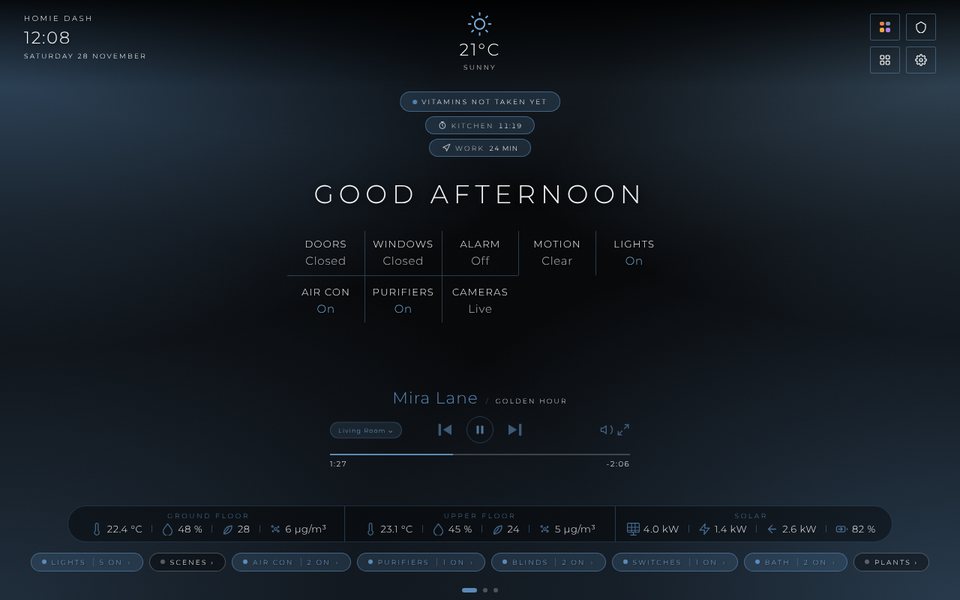 HOMIE DASH
12:08
SATURDAY 28 NOVEMBER
21°C
SUNNY
VITAMINS NOT TAKEN YET
KITCHEN 11:19
WORK 24 MIN
GOOD AFTERNOON
DOORS WINDOWS ALARM MOTION LIGHTS
Closed Closed Off Clear On
AIR CON PURIFIERS CAMERAS
On On Live
Mira Lane / GOLDEN HOUR
Living Room
1:27 -2:06
GROUND FLOOR UPPER FLOOR SOLAR
22.4 °C 48 % 28 6 µg/m³ 23.1 °C 45 % 24 5 µg/m³ 4.0 kW 1.4 kW 2.6 kW 82 %
LIGHTS | 5 ON › SCENES › AIR CON | 2 ON › PURIFIERS | 1 ON › BLINDS | 2 ON › SWITCHES | 1 ON › BATH | 2 ON › PLANTS ›